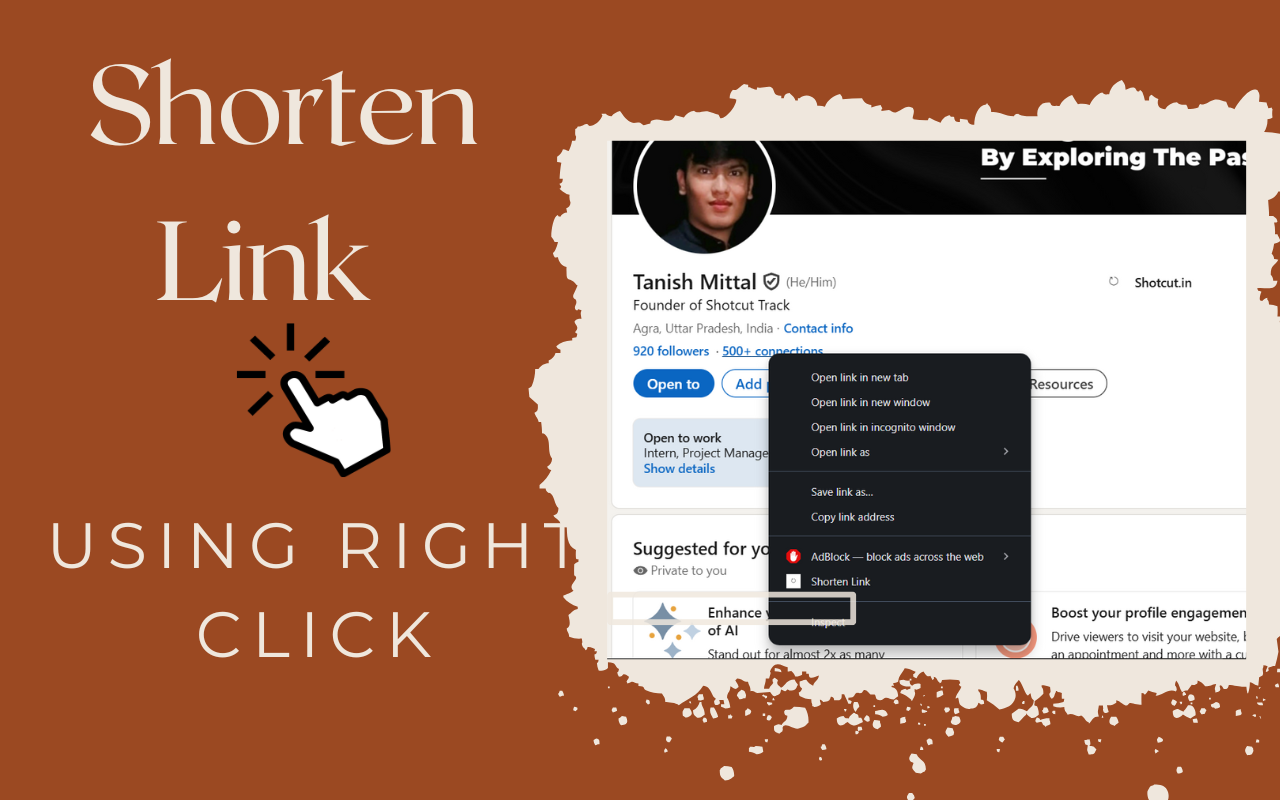 Shorten
Link
USING RIGHT
CLICK
By Exploring The Pas
Tanish Mittal (He/Him)
Shotcut.in
Founder of Shotcut Track
Agra, Uttar Pradesh, India · Contact info
920 followers · 500+ connections
Open to
Add
Resources
Open to work
Intern, Project Manage
Show details
Open link in new tab
Open link in new window
Open link in incognito window
Open link as
Save link as...
Copy link address
AdBlock — block ads across the web
Shorten Link
Inspect
Suggested for yo
Private to you
Enhance
of AI
Stand out for almost 2x as many
Boost your profile engagemen
Drive viewers to visit your website,
an appointment and more with a cu